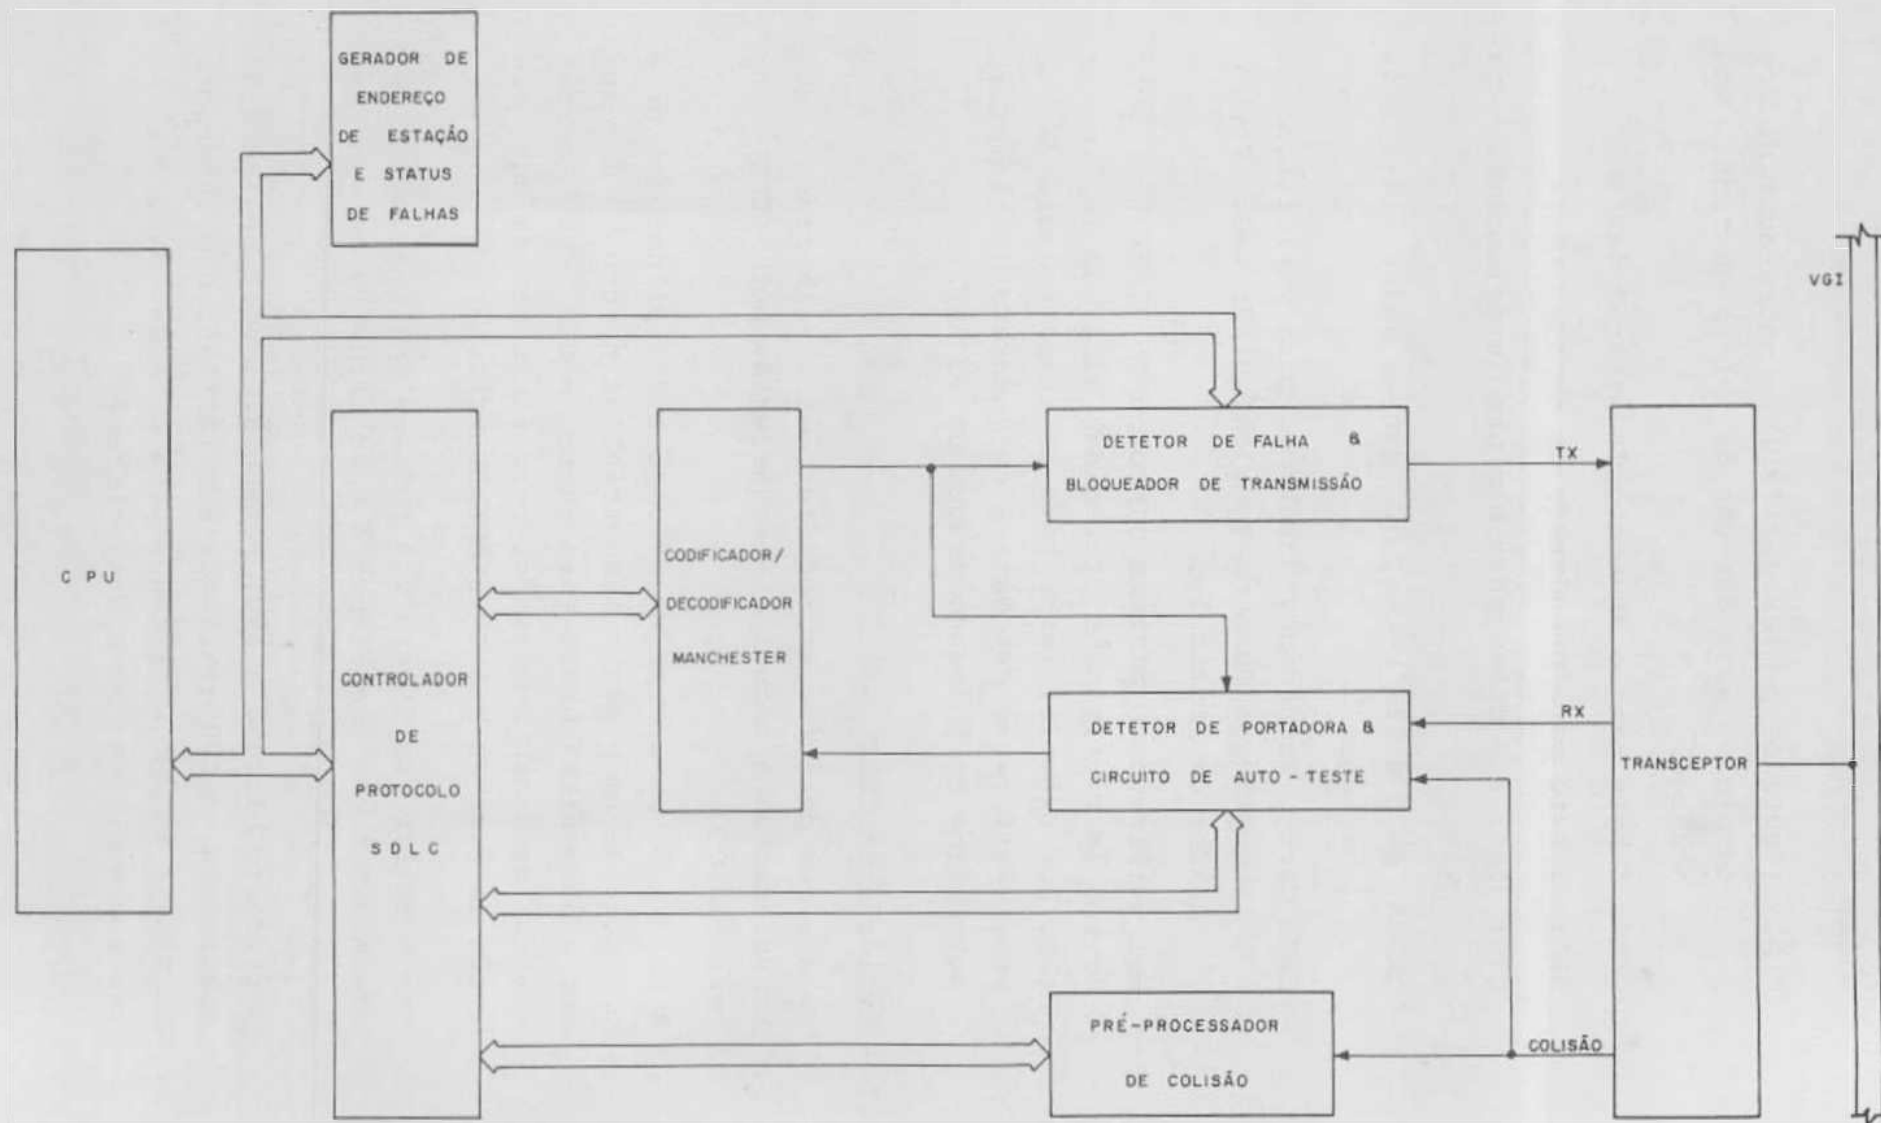 GERADOR DE
ENDEREÇO
DE ESTAÇÃO
E STATUS
DE FALHAS
VGI
CPU
CONTROLADOR
DE
PROTOCOLO
SDLC
CODIFICADOR/
DECODIFICADOR
MANCHESTER
DETETOR DE FALHA &
BLOQUEADOR DE TRANSMISSÃO
TX
DETETOR DE PORTADORA &
CIRCUITO DE AUTO-TESTE
RX
TRANSCEPTOR
PRÉ-PROCESSADOR
DE COLISÃO
COLISÃO